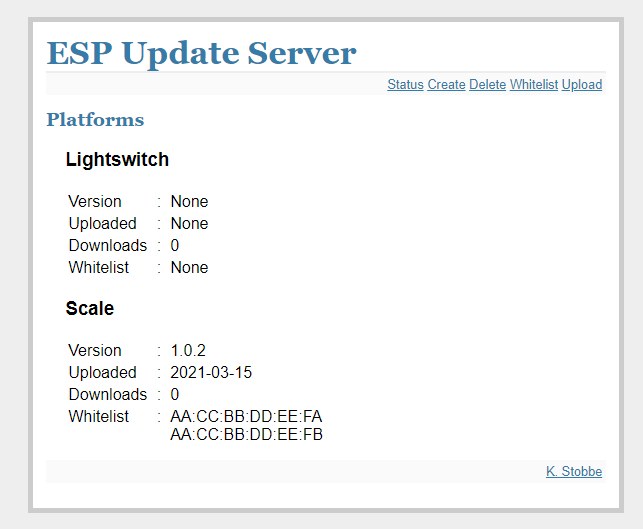 ESP Update Server
Status Create Delete Whitelist Upload
Platforms
Lightswitch
Version : None
Uploaded : None
Downloads : 0
Whitelist : None
Scale
Version : 1.0.2
Uploaded : 2021-03-15
Downloads : 0
Whitelist : AA:CC:BB:DD:EE:FA
AA:CC:BB:DD:EE:FB
K. Stobbe